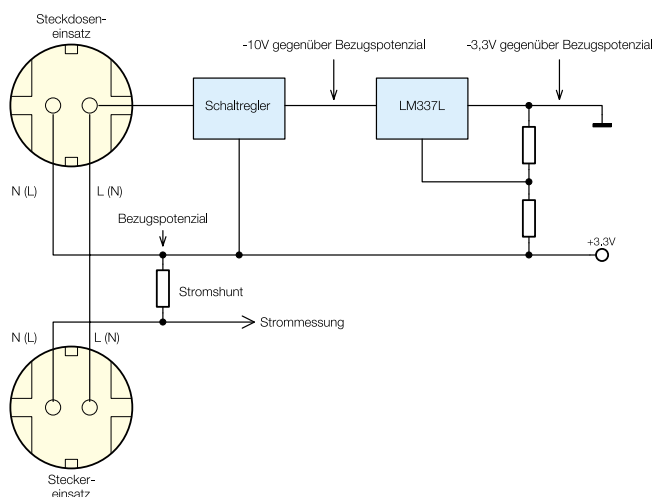 Steckdosen-
einsatz
-10V gegenüber Bezugspotenzial
-3,3V gegenüber Bezugspotenzial
Schaltregler
LM337L
N (L)
L (N)
Bezugspotenzial
+3,3V
Stromshunt
Strommessung
N (L)
L (N)
Stecker-
einsatz